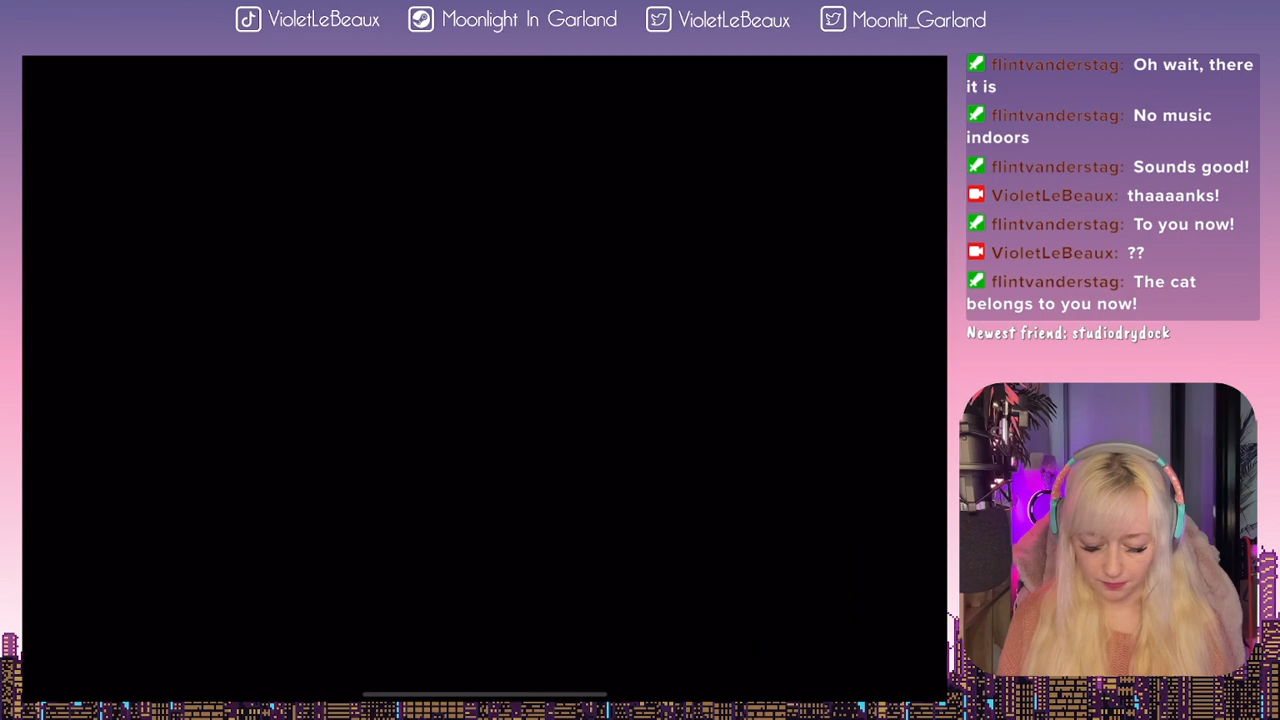 VioletLeBeaux Moonlight In Garland VioletLeBeaux Moonlit_Garland
flintvanderstag: Oh wait, there
it is
flintvanderstag: No music
indoors
flintvanderstag: Sounds good!
VioletLeBeaux: thaaaanks!
flintvanderstag: To you now!
VioletLeBeaux: ??
flintvanderstag: The cat
belongs to you now!
Newest friend: studiodrydock